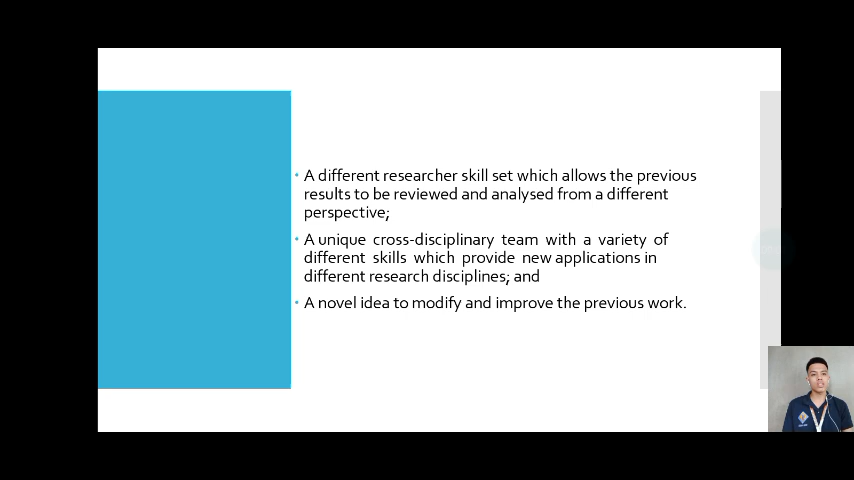 • A different researcher skill set which allows the previous
results to be reviewed and analysed from a different
perspective;
• A unique cross-disciplinary team with a variety of
different skills which provide new applications in
different research disciplines; and
• A novel idea to modify and improve the previous work.